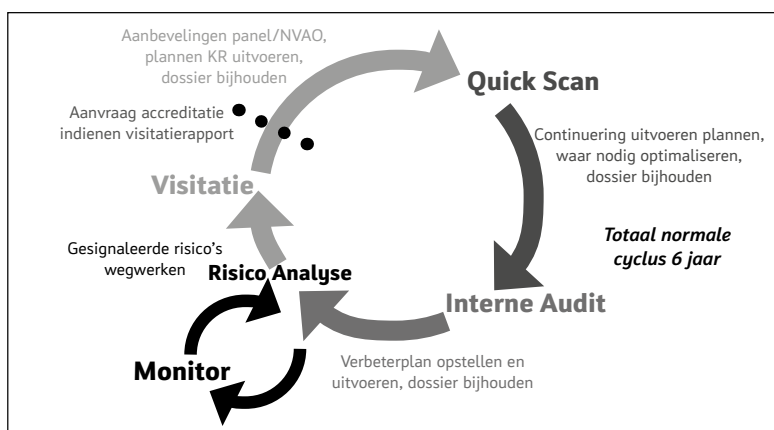 Aanbevelingen panel/NVAO,
plannen KR uitvoeren,
dossier bijhouden
Quick Scan
Aanvraag accreditatie
indienen visitatierapport
Continuering uitvoeren plannen,
waar nodig optimaliseren,
dossier bijhouden
Visitatie
Totaal normale
cyclus 6 jaar
Gesignaleerde risico's
wegwerken
Risico Analyse
Interne Audit
Monitor
Verbeterplan opstellen en
uitvoeren, dossier bijhouden